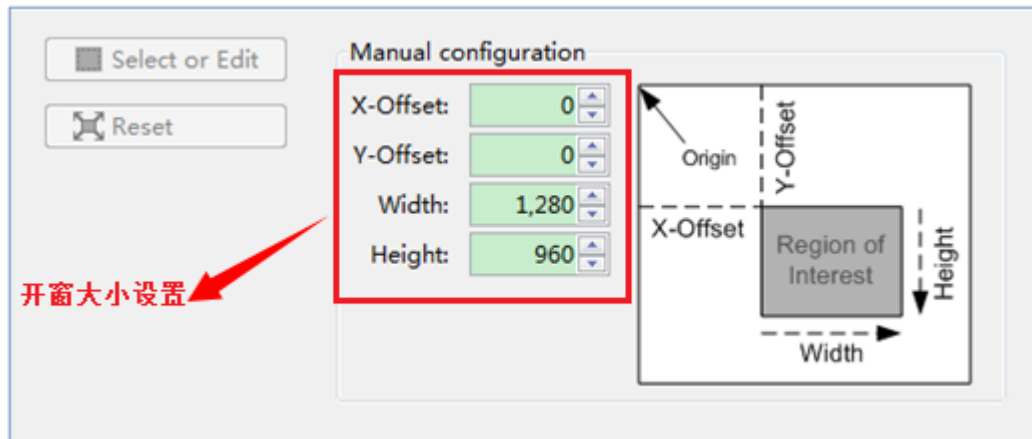 Select or Edit
Reset
Manual configuration
X-Offset: 0
Y-Offset: 0
Width: 1,280
Height: 960
开窗大小设置
Origin
Y-Offset
X-Offset
Region of
Interest
Height
Width